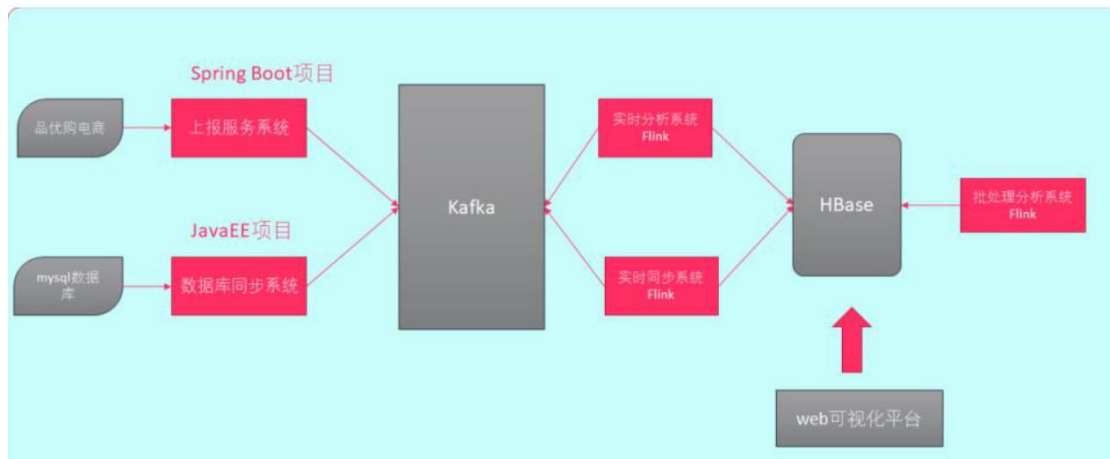 Spring Boot项目
品优购电商
上报服务系统
JavaEE项目
mysql数据
库
数据库同步系统
Kafka
实时分析系统
Flink
实时同步系统
Flink
HBase
批处理分析系统
Flink
web可视化平台